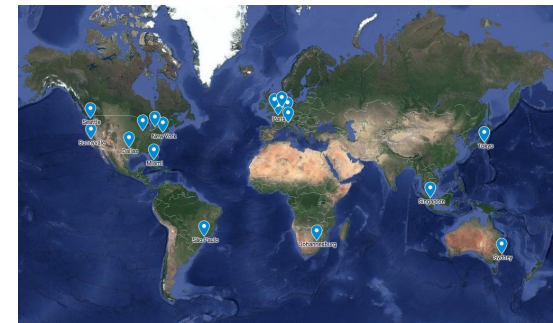 Seattle
Sunnyvale
Dallas
New York
Miami
São Paulo
Paris
Johannesburg
Tokyo
Singapore
Sydney